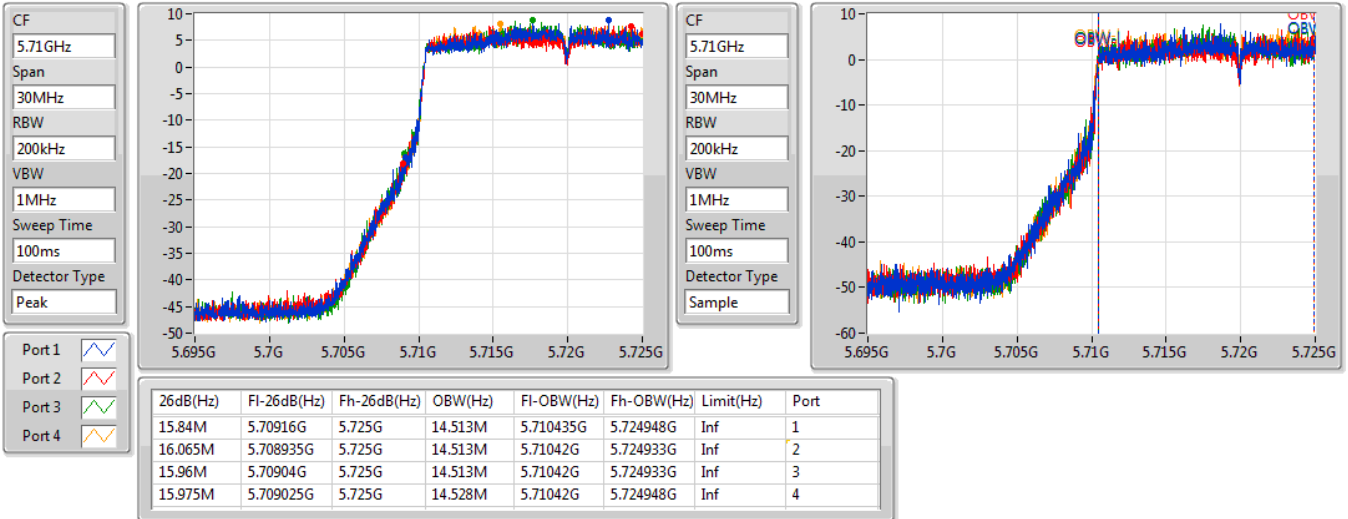 CF
5.71GHz
Span
30MHz
RBW
200kHz
VBW
1MHz
Sweep Time
100ms
Detector Type
Peak
10
5
0
-5
-10
-15
-20
-25
-30
-35
-40
-45
-50
5.695G 5.7G 5.705G 5.71G 5.715G 5.72G 5.725G
CF
5.71GHz
Span
30MHz
RBW
200kHz
VBW
1MHz
Sweep Time
100ms
Detector Type
Sample
10
0
-10
-20
-30
-40
-50
-60
OBW
OBV
OBV
5.695G 5.7G 5.705G 5.71G 5.715G 5.72G 5.725G
Port 1
Port 2
Port 3
Port 4
26dB(Hz) Fl-26dB(Hz) Fh-26dB(Hz) OBW(Hz) Fl-OBW(Hz) Fh-OBW(Hz) Limit(Hz) Port
15.84M 5.70916G 5.725G 14.513M 5.710435G 5.724948G Inf 1
16.065M 5.708935G 5.725G 14.513M 5.71042G 5.724933G Inf 2
15.96M 5.70904G 5.725G 14.513M 5.71042G 5.724933G Inf 3
15.975M 5.709025G 5.725G 14.528M 5.71042G 5.724948G Inf 4